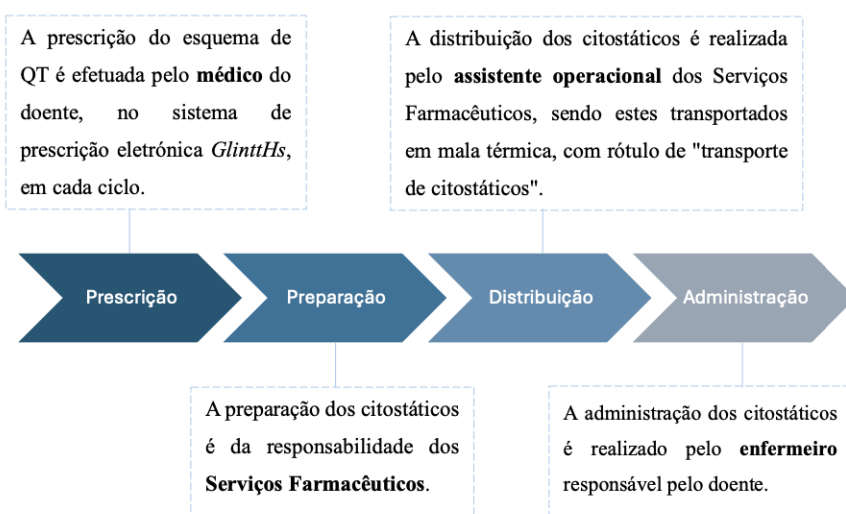 A prescrição do esquema de
QT é efetuada pelo médico do
doente, no sistema de
prescrição eletrónica GlinttHs,
em cada ciclo.
A distribuição dos citostáticos é realizada
pelo assistente operacional dos Serviços
Farmacêuticos, sendo estes transportados
em mala térmica, com rótulo de "transporte
de citostáticos".
Prescrição
Preparação
Distribuição
Administração
A preparação dos citostáticos
é da responsabilidade dos
Serviços Farmacêuticos.
A administração dos citostáticos
é realizado pelo enfermeiro
responsável pelo doente.